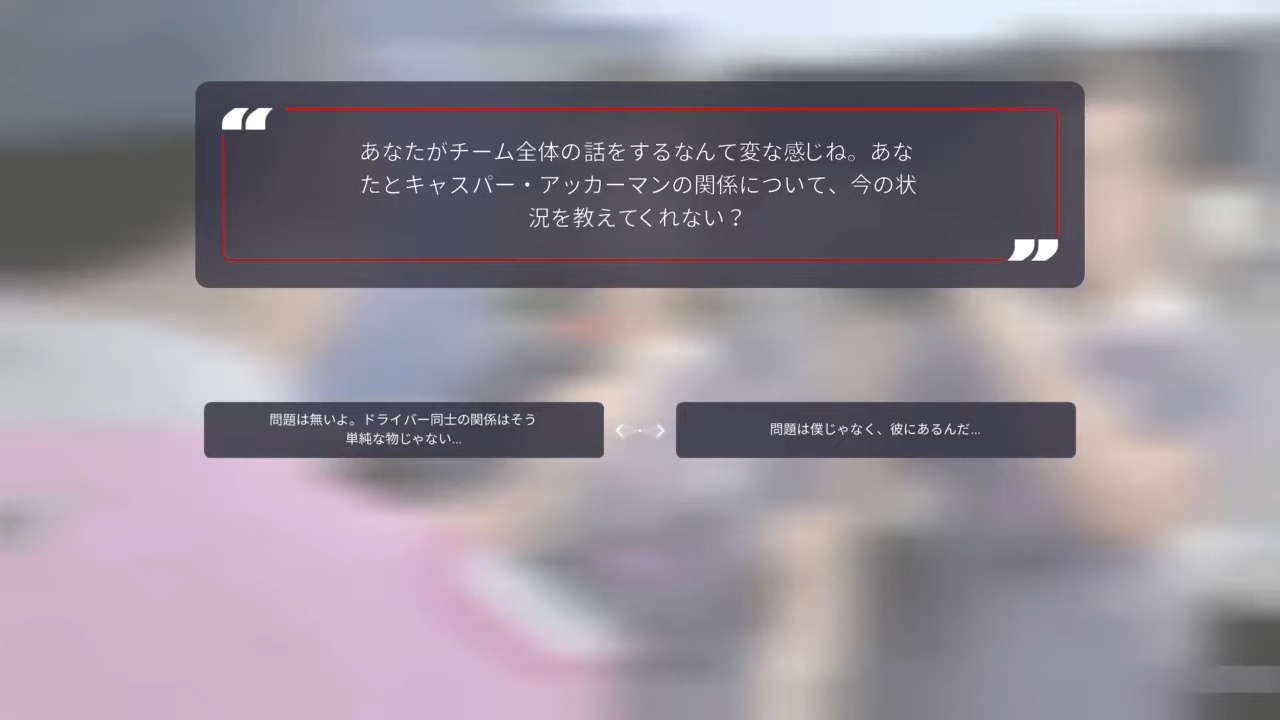 あなたがチーム全体の話をするなんて変な感じね。あな
たとキャスパー・アッカーマンの関係について、今の状
況を教えてくれない？
問題は無いよ。ドライバー同士の関係はそう
単純な物じゃない...
問題は僕じゃなく、彼にあるんだ...